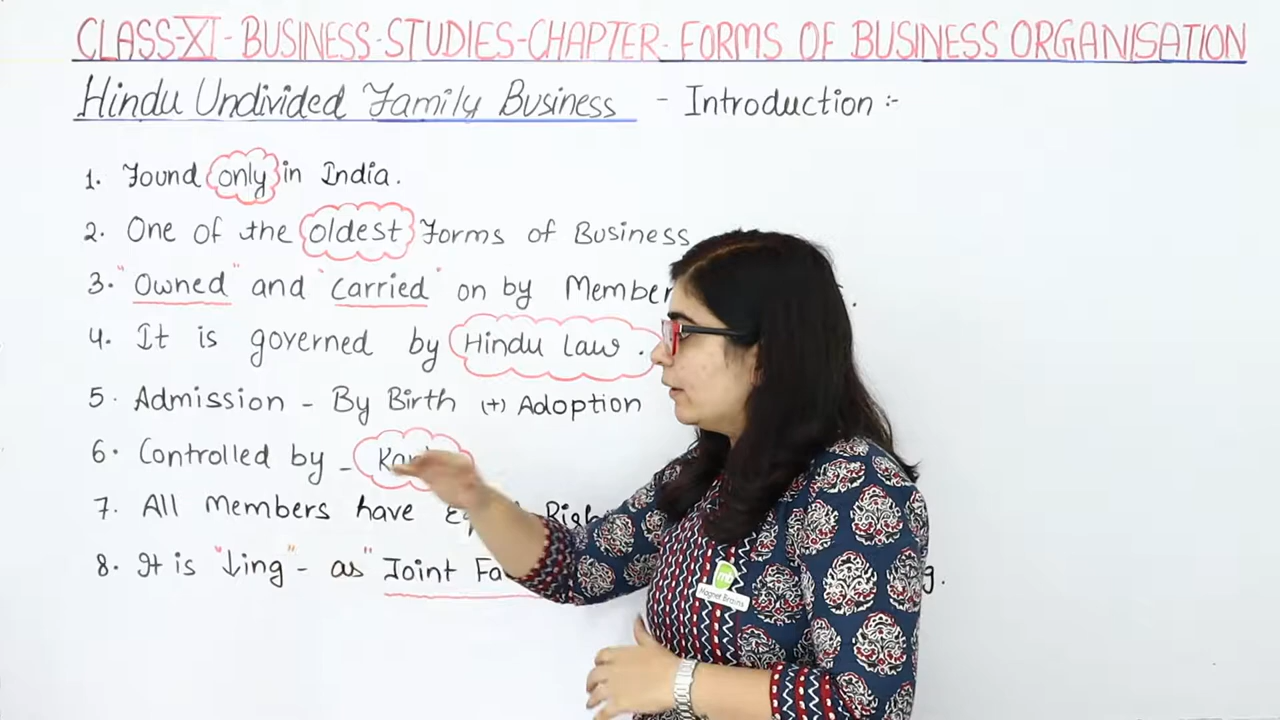 CLASS-XI-BUSINESS-STUDIES-CHAPTER-FORMS OF BUSINESS ORGANISATION
Hindu Undivided Family Business - Introduction :-
1. Found only in India.
2. One of the oldest Forms of Business
3. "Owned" and "Carried" on by
4. It is governed by Hindu Law.
5. Admission - By Birth (+) Adoption
6. Controlled by -
7. All Members have
8. It is "↓ing" - as "Joint
Magnet Brains